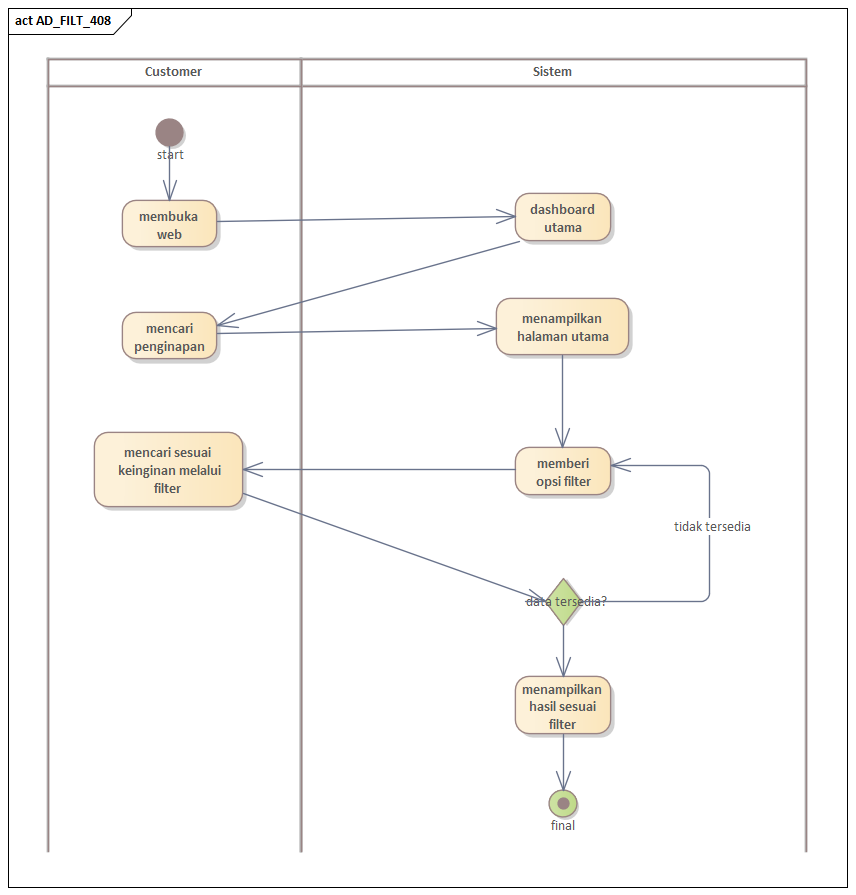 act AD_FILT_408
Customer
Sistem
start
membuka
web
dashboard
utama
mencari
penginapan
menampilkan
halaman utama
mencari sesuai
keinginan melalui
filter
memberi
opsi filter
tidak tersedia
data tersedia?
menampilkan
hasil sesuai
filter
final